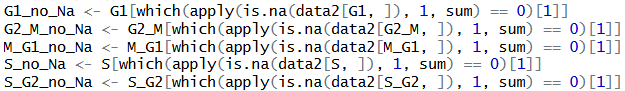 G1_no_Na <- G1[which(apply(is.na(data2[G1, ]), 1, sum) == 0)[1]]
G2_M_no_Na <- G2_M[which(apply(is.na(data2[G2_M, ]), 1, sum) == 0)[1]]
M_G1_no_Na <- M_G1[which(apply(is.na(data2[M_G1, ]), 1, sum) == 0)[1]]
S_no_Na <- S[which(apply(is.na(data2[S, ]), 1, sum) == 0)[1]]
S_G2_no_Na <- S_G2[which(apply(is.na(data2[S_G2, ]), 1, sum) == 0)[1]]